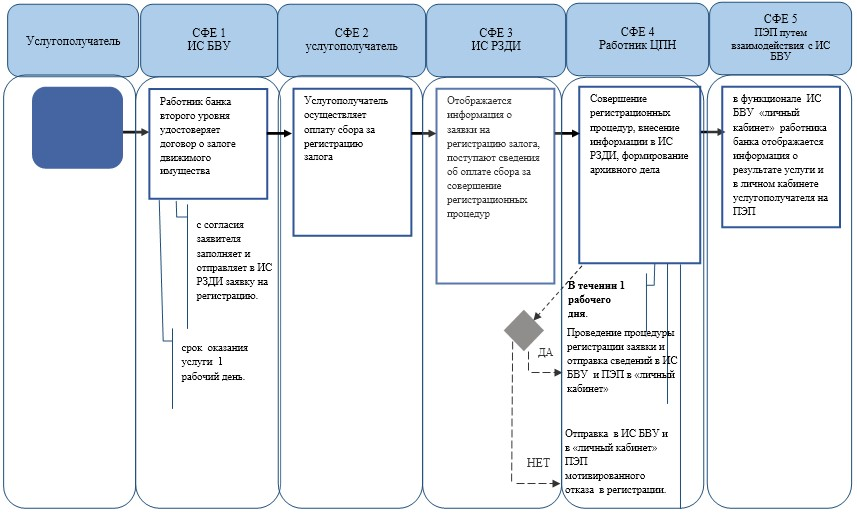 Услугополучатель
СФЕ 1
ИС БВУ
СФЕ 2
услугополучатель
СФЕ 3
ИС РЗДИ
СФЕ 4
Работник ЦПН
СФЕ 5
ПЭП путем
взаимодействия с ИС
БВУ
Работник банка
второго уровня
удостоверяет
договор о залоге
движимого
имущества
с согласия
заявителя
заполняет и
отправляет в ИС
РЗДИ заявку на
регистрацию.
срок оказания
услуги 1
рабочий день.
Услугополучатель
осуществляет
оплату сбора за
регистрацию
залога
Отображается
информация о
заявки на
регистрацию залога,
поступают сведения
об оплате сбора за
совершение
регистрационных
процедур
Совершение
регистрационных
процедур, внесение
информации в ИС
РЗДИ, формирование
архивного дела
В течении 1
рабочего
дня.
ДА
Проведение процедуры
регистрации заявки и
отправка сведений в ИС
БВУ и ПЭП в «личный
кабинет»
НЕТ
Отправка в ИС БВУ и
в «личный кабинет»
ПЭП
мотивированного
отказа в регистрации.
в функционале ИС
БВУ «личный
кабинет» работника
банка отображается
информация о
результате услуги и
в личном кабинете
услугополучателя на
ПЭП